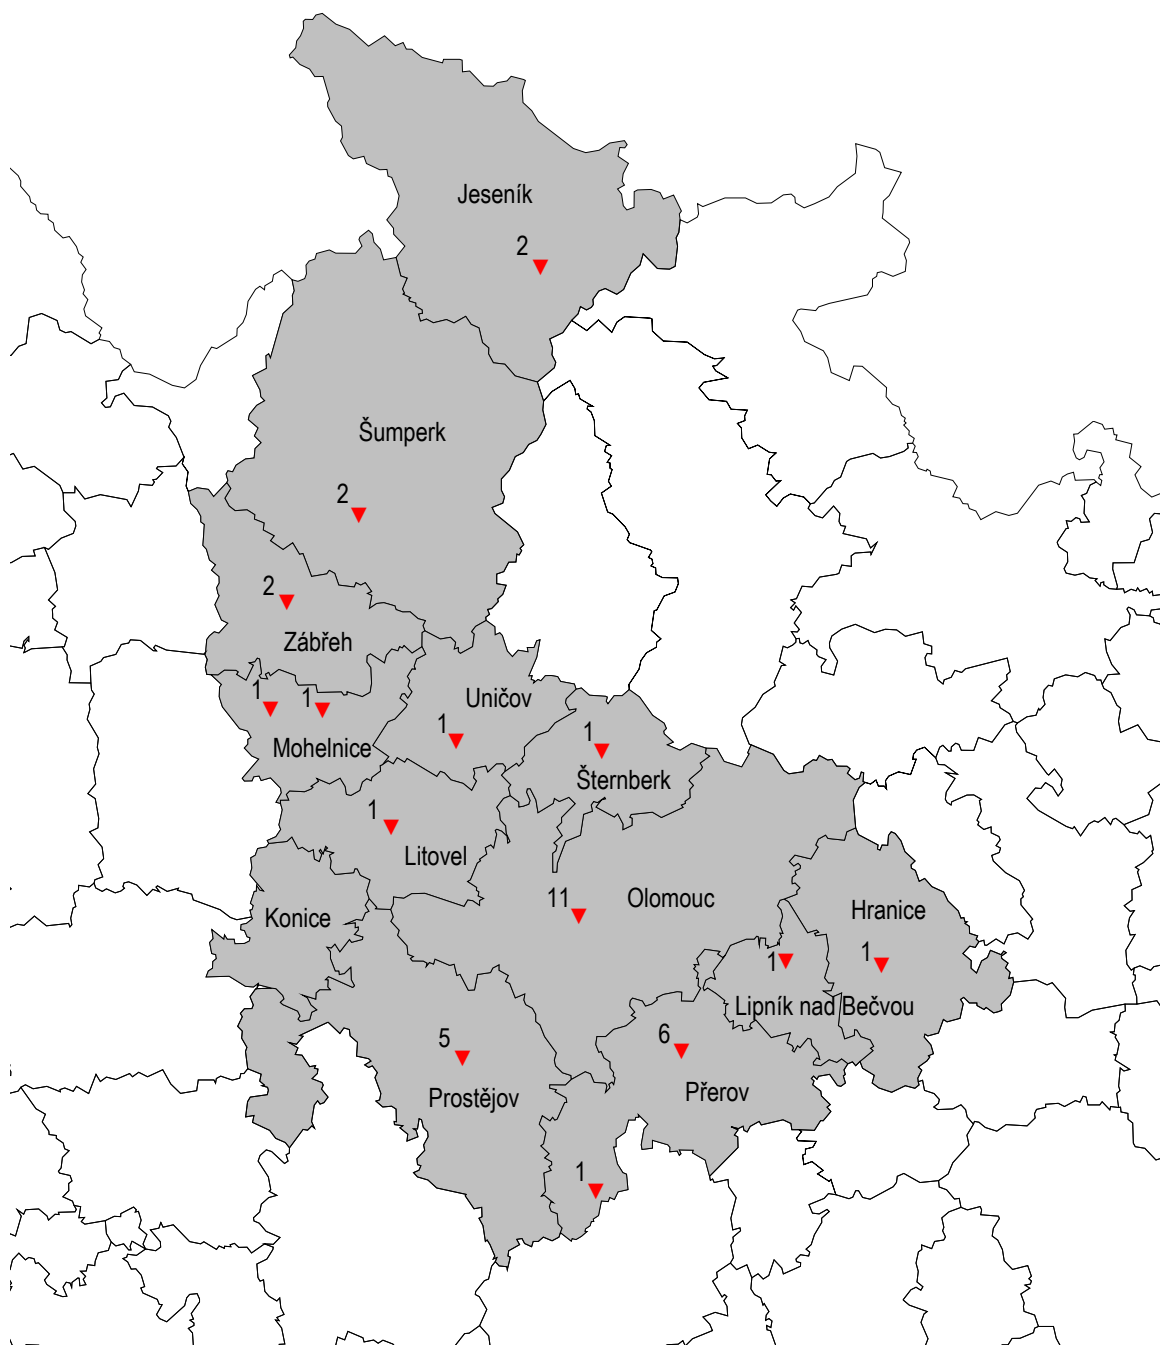 Jeseník
2
Šumperk
2
2
Zábřeh
1
1
Mohelnice
Uničov
1
1
Šternberk
1
Litovel
11
Olomouc
Konice
Hranice
1
1
Lipník nad Bečvou
5
6
Prostějov
Přerov
1